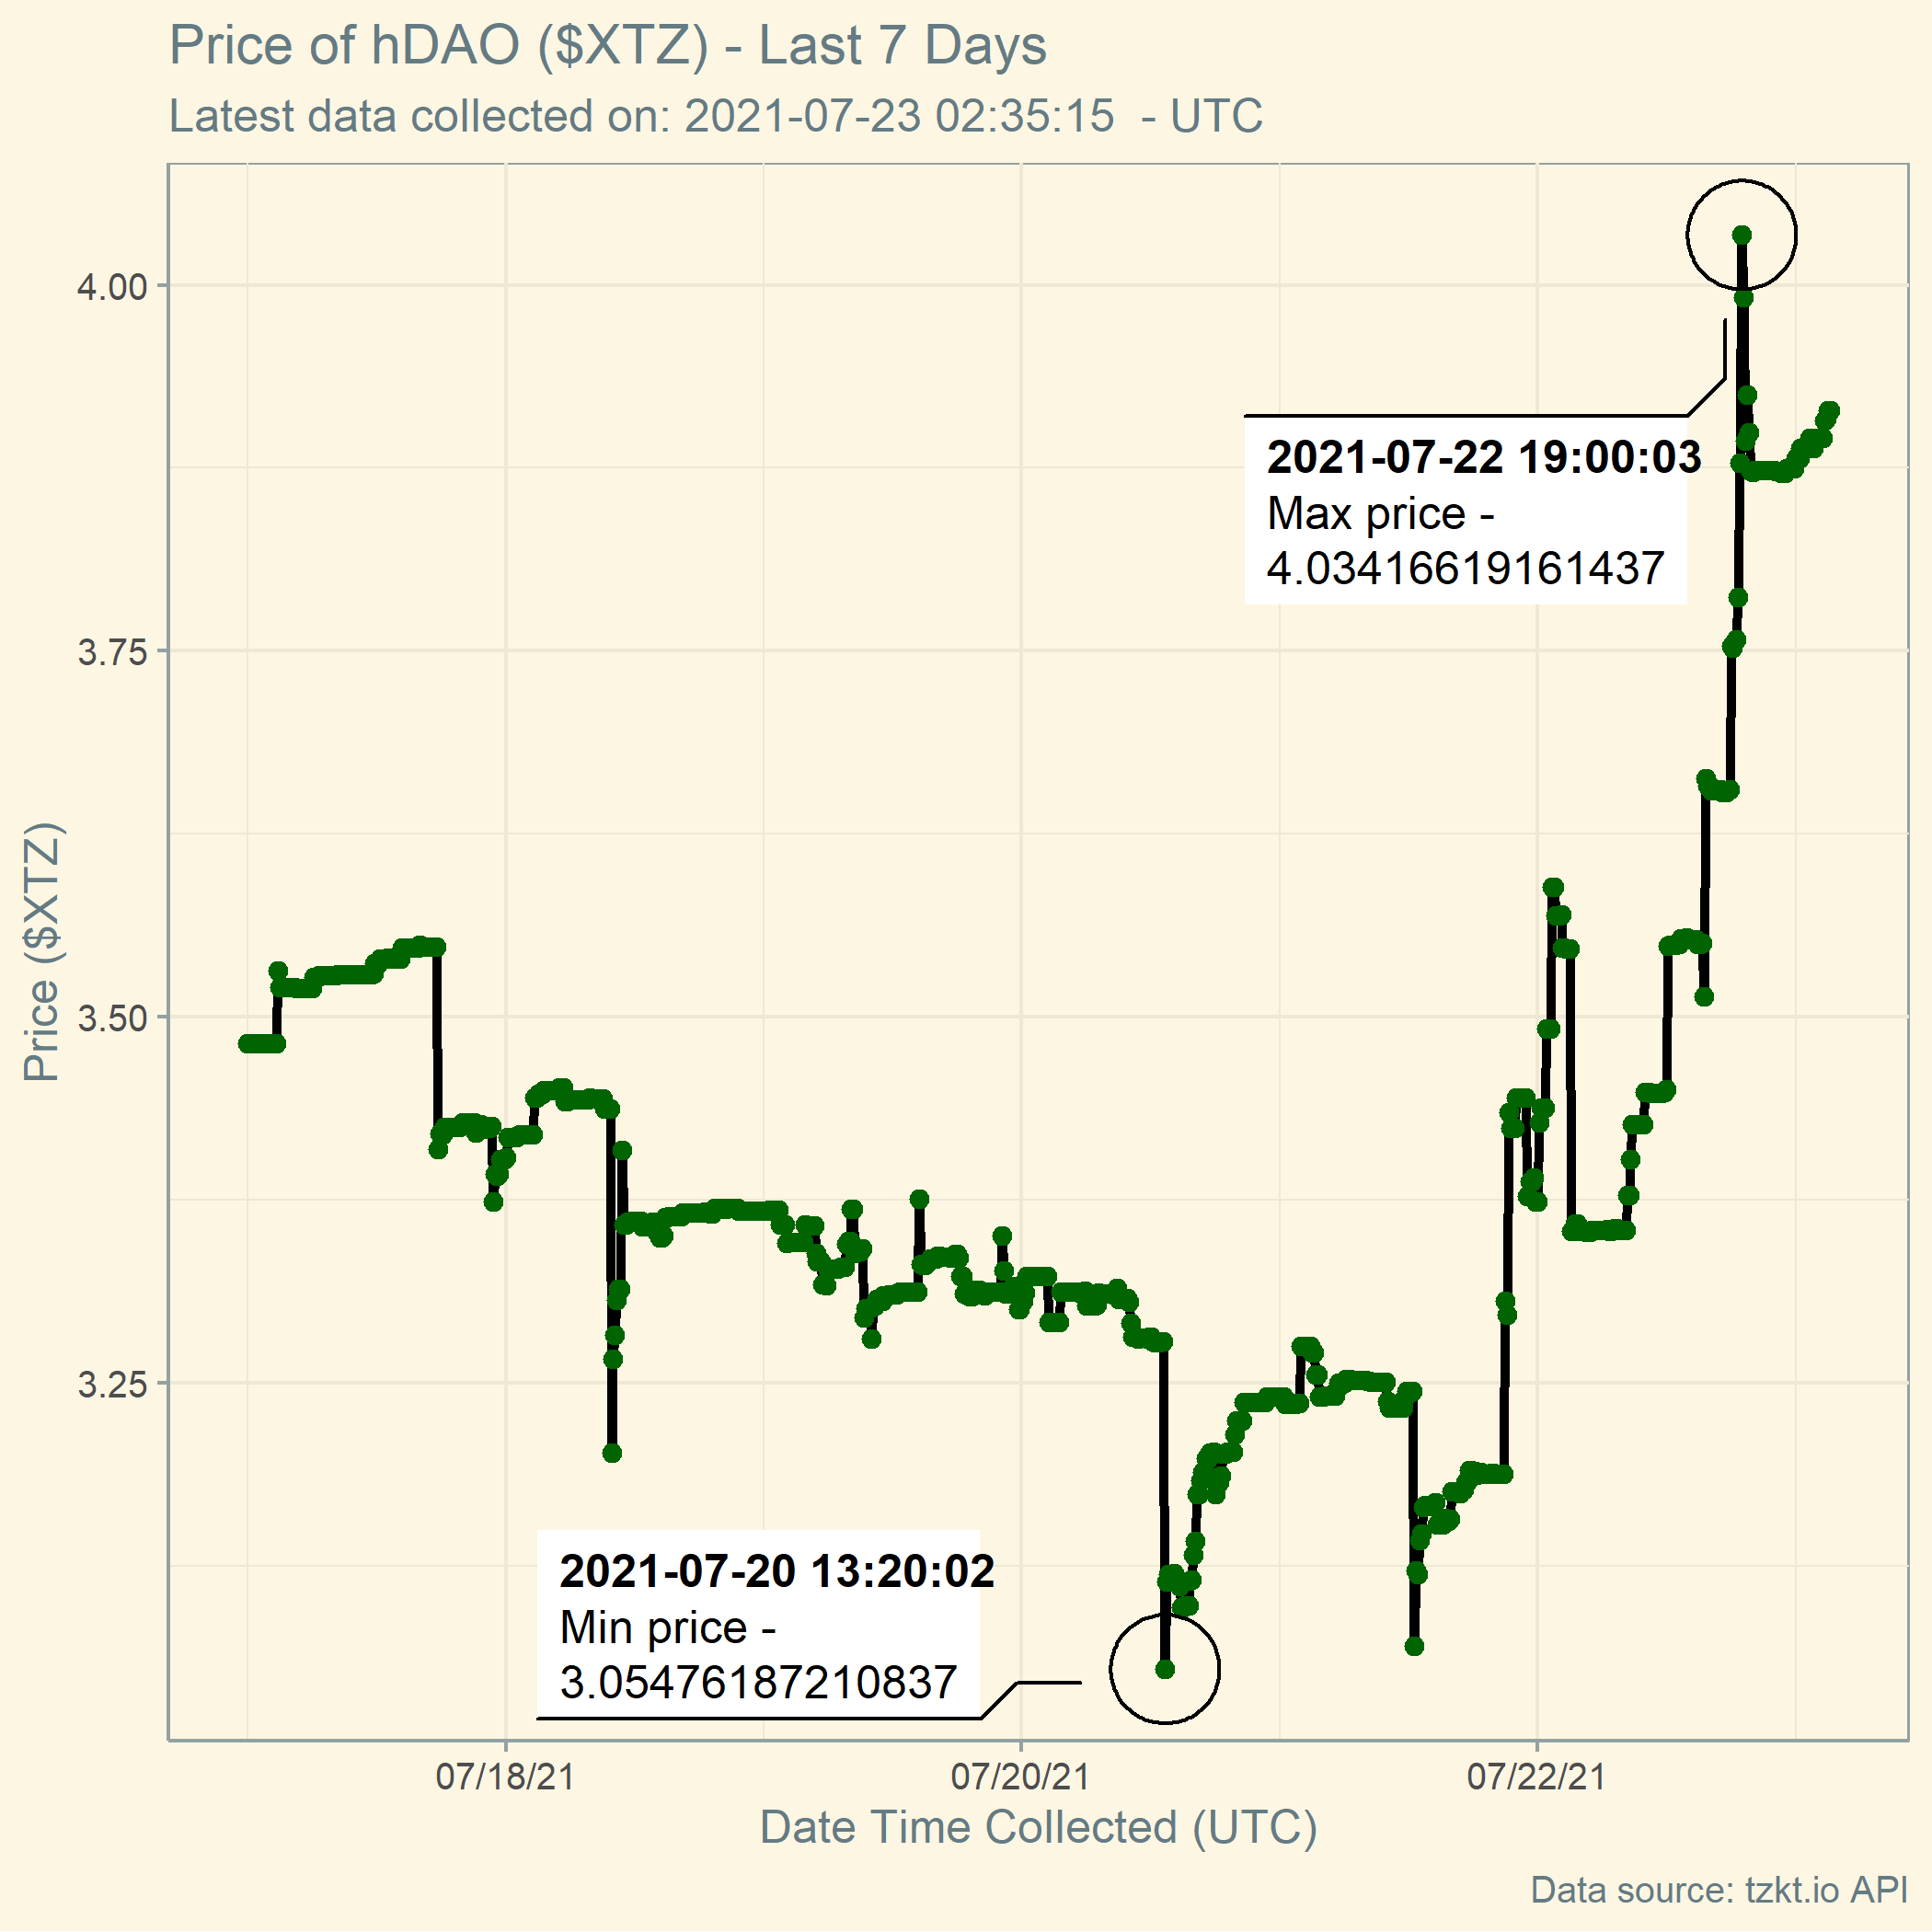 Price of hDAO ($XTZ) - Last 7 Days
Latest data collected on: 2021-07-23 02:35:15  - UTC
4.00
3.75
3.50
3.25
Price ($XTZ)
2021-07-22 19:00:03
Max price -
4.03416619161437
2021-07-20 13:20:02
Min price -
3.05476187210837
07/18/21
07/20/21
07/22/21
Date Time Collected (UTC)
Data source: tzkt.io API